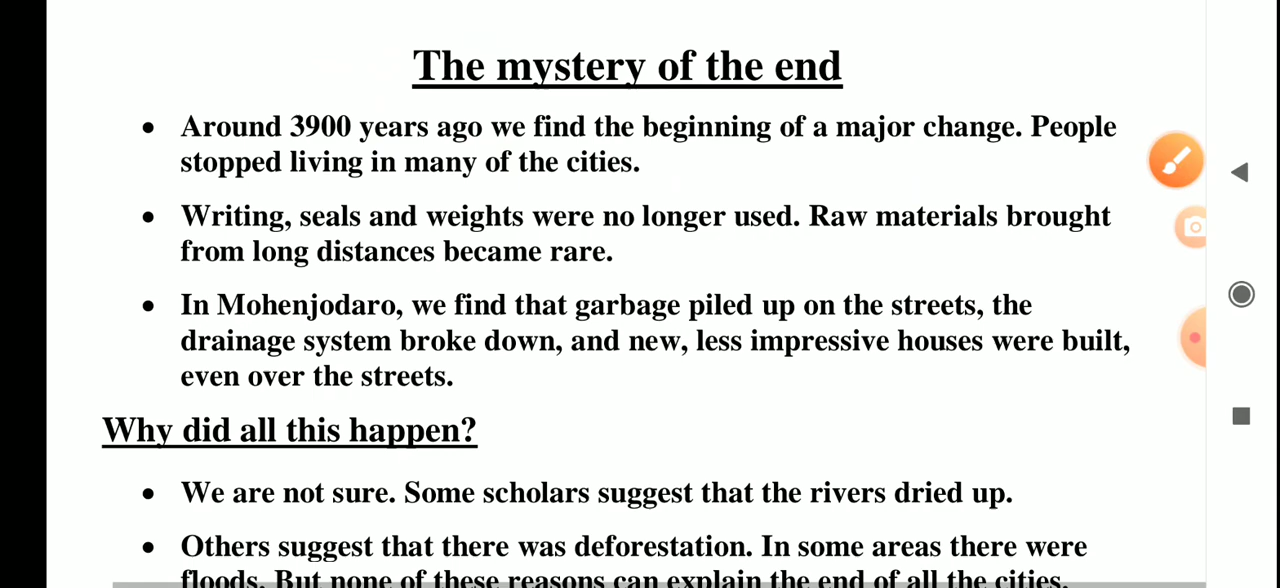 The mystery of the end
• Around 3900 years ago we find the beginning of a major change. People
stopped living in many of the cities.
• Writing, seals and weights were no longer used. Raw materials brought
from long distances became rare.
• In Mohenjodaro, we find that garbage piled up on the streets, the
drainage system broke down, and new, less impressive houses were built,
even over the streets.
Why did all this happen?
• We are not sure. Some scholars suggest that the rivers dried up.
• Others suggest that there was deforestation. In some areas there were
floods. But none of these reasons can explain the end of all the cities.